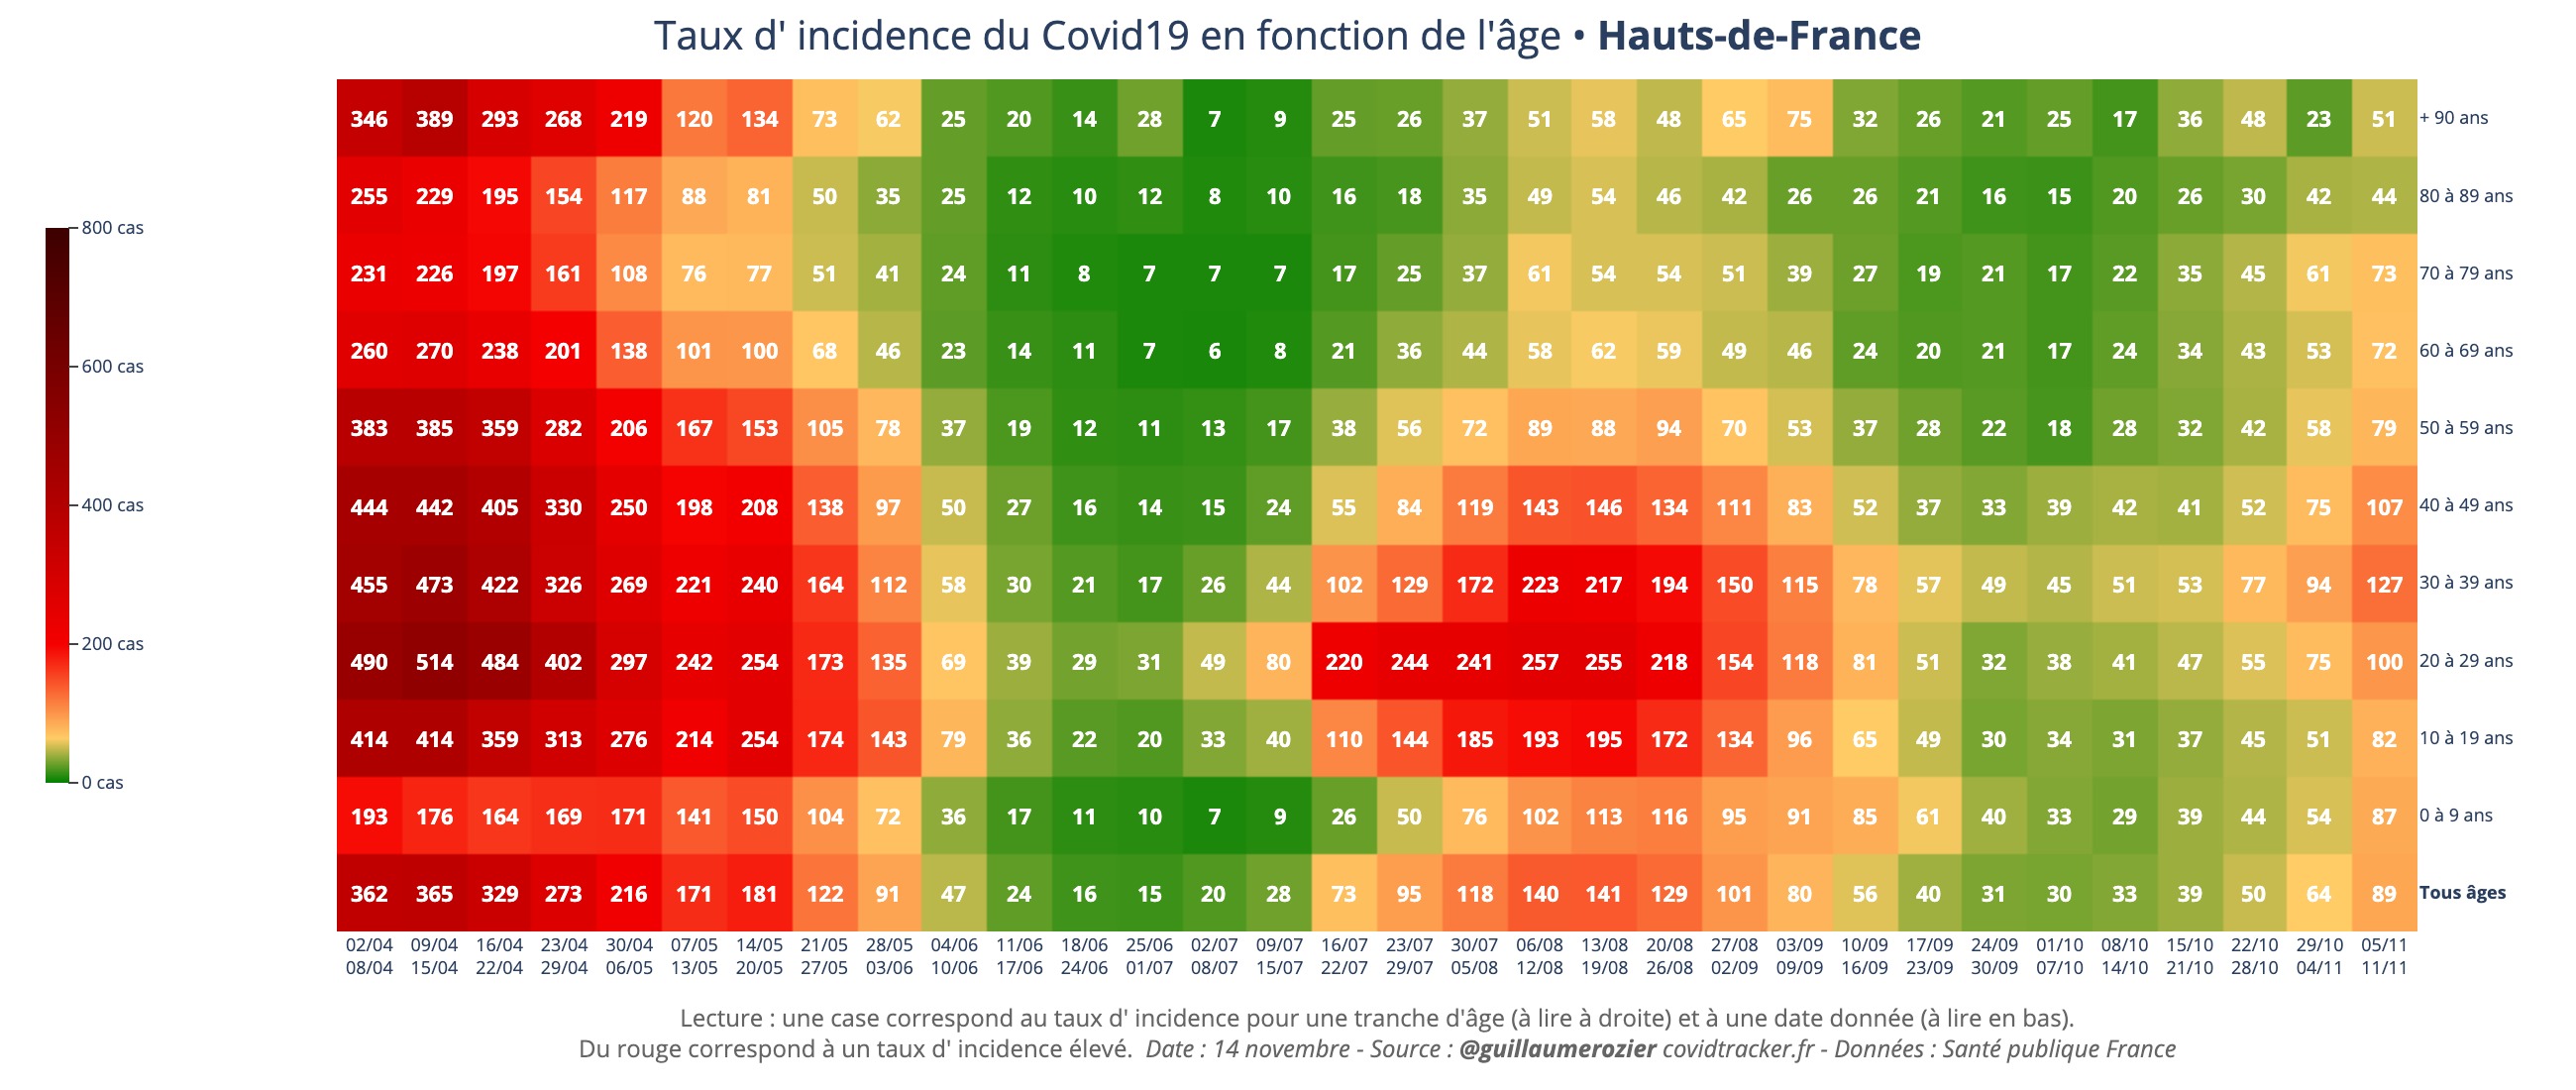 Taux d' incidence du Covid19 en fonction de l'âge • Hauts-de-France
800 cas
600 cas
400 cas
200 cas
0 cas
346 389 293 268 219 120 134 73 62 25 20 14 28 7 9 25 26 37 51 58 48 65 75 32 26 21 25 17 36 48 23 51 + 90 ans
255 229 195 154 117 88 81 50 35 25 12 10 12 8 10 16 18 35 49 54 46 42 26 26 21 16 15 20 26 30 42 44 80 à 89 ans
231 226 197 161 108 76 77 51 41 24 11 8 7 7 7 17 25 37 61 54 54 51 39 27 19 21 17 22 35 45 61 73 70 à 79 ans
260 270 238 201 138 101 100 68 46 23 14 11 7 6 8 21 36 44 58 62 59 49 46 24 20 21 17 24 34 43 53 72 60 à 69 ans
383 385 359 282 206 167 153 105 78 37 19 12 11 13 17 38 56 72 89 88 94 70 53 37 28 22 18 28 32 42 58 79 50 à 59 ans
444 442 405 330 250 198 208 138 97 50 27 16 14 15 24 55 84 119 143 146 134 111 83 52 37 33 39 42 41 52 75 107 40 à 49 ans
455 473 422 326 269 221 240 164 112 58 30 21 17 26 44 102 129 172 223 217 194 150 115 78 57 49 45 51 53 77 94 127 30 à 39 ans
490 514 484 402 297 242 254 173 135 69 39 29 31 49 80 220 244 241 257 255 218 154 118 81 51 32 38 41 47 55 75 100 20 à 29 ans
414 414 359 313 276 214 254 174 143 79 36 22 20 33 40 110 144 185 193 195 172 134 96 65 49 30 34 31 37 45 51 82 10 à 19 ans
193 176 164 169 171 141 150 104 72 36 17 11 10 7 9 26 50 76 102 113 116 95 91 85 61 40 33 29 39 44 54 87 0 à 9 ans
362 365 329 273 216 171 181 122 91 47 24 16 15 20 28 73 95 118 140 141 129 101 80 56 40 31 30 33 39 50 64 89 Tous âges
02/04 09/04 16/04 23/04 30/04 07/05 14/05 21/05 28/05 04/06 11/06 18/06 25/06 02/07 09/07 16/07 23/07 30/07 06/08 13/08 20/08 27/08 03/09 10/09 17/09 24/09 01/10 08/10 15/10 22/10 29/10 05/11
08/04 15/04 22/04 29/04 06/05 13/05 20/05 27/05 03/06 10/06 17/06 24/06 01/07 08/07 15/07 22/07 29/07 05/08 12/08 19/08 26/08 02/09 09/09 16/09 23/09 30/09 07/10 14/10 21/10 28/10 04/11 11/11
Lecture : une case correspond au taux d' incidence pour une tranche d'âge (à lire à droite) et à une date donnée (à lire en bas).
Du rouge correspond à un taux d' incidence élevé. Date : 14 novembre - Source : @guillaumerozier covidtracker.fr - Données : Santé publique France